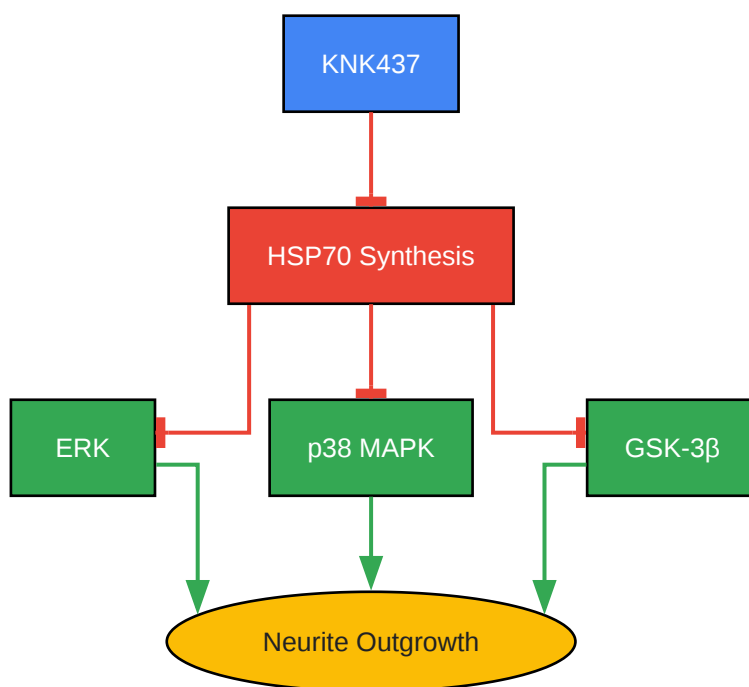 KNK437
HSP70 Synthesis
ERK
p38 MAPK
GSK-3β
Neurite Outgrowth